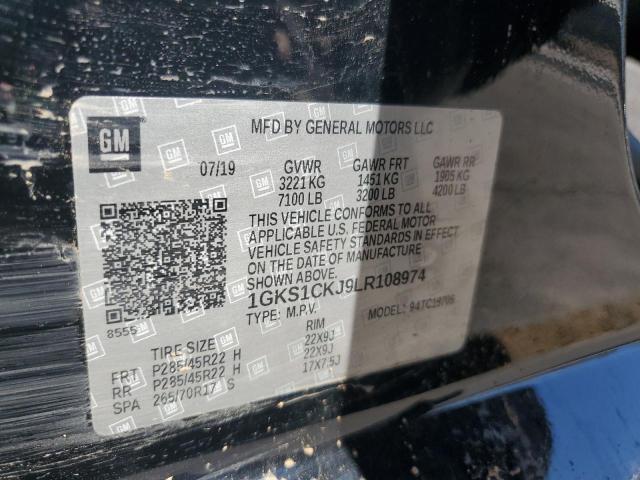 GM
MFD BY GENERAL MOTORS LLC
07/19 GVWR GAWR FRT GAWR RR
3221 KG 1451 KG 1905 KG
7100 LB 3200 LB 4200 LB
THIS VEHICLE CONFORMS TO ALL
APPLICABLE U.S. FEDERAL MOTOR
VEHICLE SAFETY STANDARDS IN EFFECT
ON THE DATE OF MANUFACTURE
SHOWN ABOVE.
1GKS1CKJ9LR108974
TYPE: M.P.V. MODEL: 94TC19706
8555
TIRE SIZE RIM
FRT P285/45R22 H 22X9J
RR P285/45R22 H 22X9J
SPA 265/70R17 S 17X7.5J